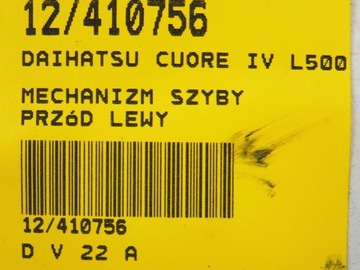 12/410756
DAIHATSU CUORE IV L500
MECHANIZM SZYBY
PRZóD LEWY
12/410756
D V 22 A